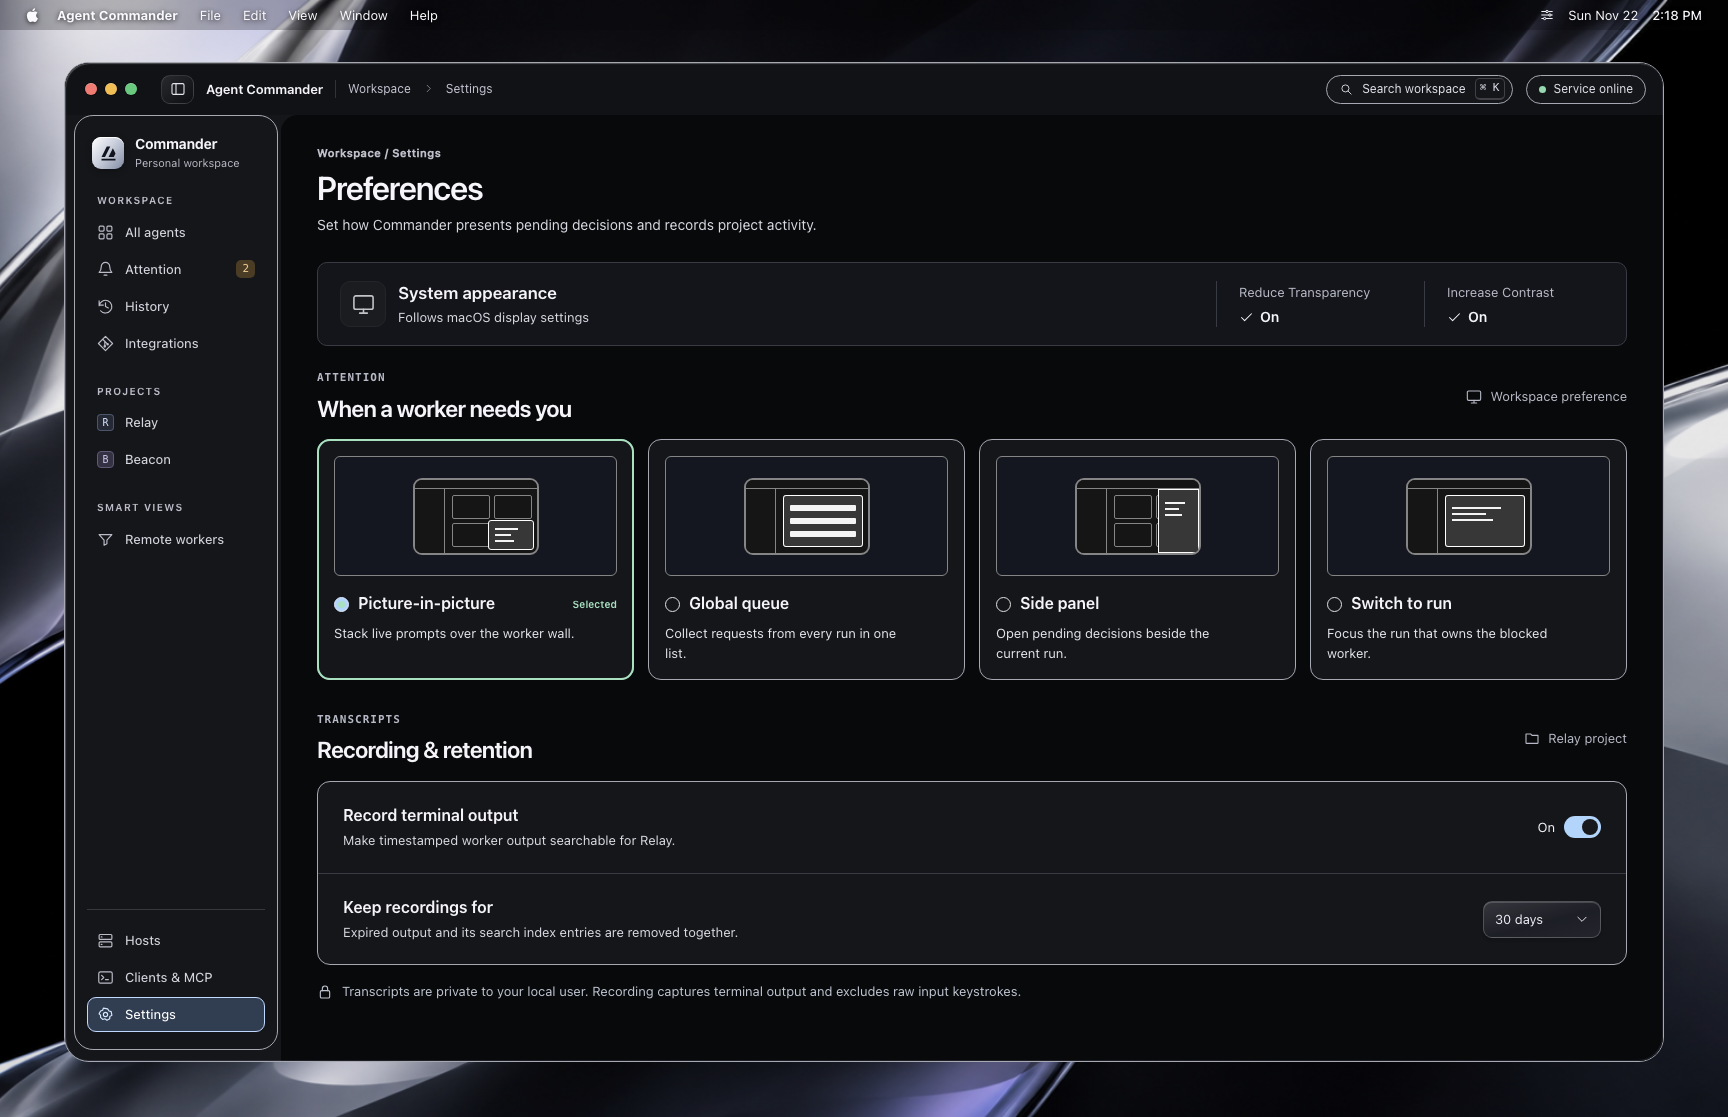 Agent Commander File Edit View Window Help
Sun Nov 22 2:18 PM
Agent Commander Workspace Settings
Search workspace ⌘ K
Service online
Commander
Personal workspace
WORKSPACE
All agents
Attention 2
History
Integrations
PROJECTS
R Relay
B Beacon
SMART VIEWS
Remote workers
Hosts
Clients & MCP
Settings
Workspace / Settings
Preferences
Set how Commander presents pending decisions and records project activity.
System appearance
Follows macOS display settings
Reduce Transparency
On
Increase Contrast
On
ATTENTION
When a worker needs you
Workspace preference
Picture-in-picture Selected
Stack live prompts over the worker wall.
Global queue
Collect requests from every run in one
list.
Side panel
Open pending decisions beside the
current run.
Switch to run
Focus the run that owns the blocked
worker.
TRANSCRIPTS
Recording & retention
Relay project
Record terminal output
Make timestamped worker output searchable for Relay.
On
Keep recordings for
Expired output and its search index entries are removed together.
30 days
Transcripts are private to your local user. Recording captures terminal output and excludes raw input keystrokes.